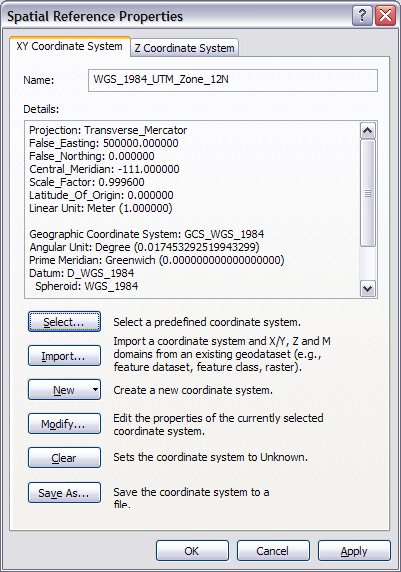 Spatial Reference Properties
XY Coordinate System
Z Coordinate System
Name:
WGS_1984_UTM_Zone_12N
Details:
Projection: Transverse_Mercator
False_Easting: 500000.000000
False_Northing: 0.000000
Central_Meridian: -111.000000
Scale_Factor: 0.999600
Latitude_Of_Origin: 0.000000
Linear Unit: Meter (1.000000)
Geographic Coordinate System: GCS_WGS_1984
Angular Unit: Degree (0.017453292519943299)
Prime Meridian: Greenwich (0.000000000000000000)
Datum: D_WGS_1984
Spheroid: WGS_1984
Select...
Select a predefined coordinate system.
Import...
Import a coordinate system and X/Y, Z and M
domains from an existing geodataset (e.g.,
feature dataset, feature class, raster).
New
Create a new coordinate system.
Modify...
Edit the properties of the currently selected
coordinate system.
Clear
Sets the coordinate system to Unknown.
Save As...
Save the coordinate system to a
file.
OK
Cancel
Apply